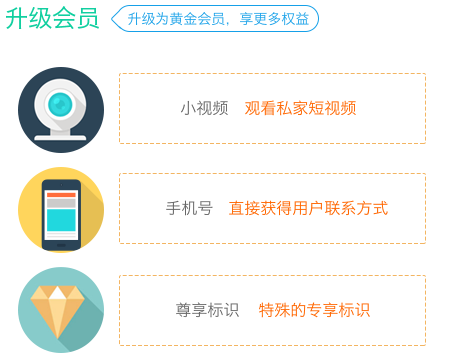 升级会员 升级为黄金会员，享更多权益
小视频 观看私家短视频
手机号 直接获得用户联系方式
尊享标识 特殊的专享标识